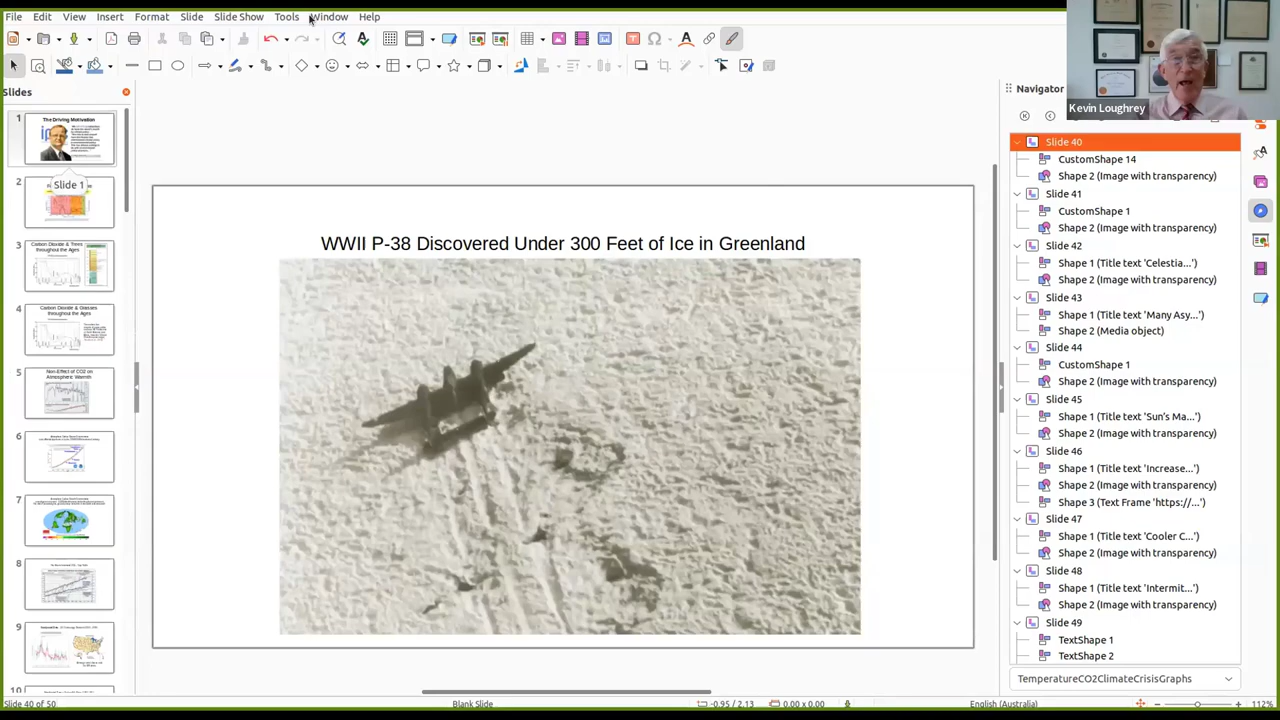 File Edit View Insert Format Slide Slide Show Tools Window Help
Kevin Loughrey
Slides
Navigator
1
The Driving Motivation
Slide 1
2
3
Carbon Dioxide & Temps
throughout the Ages
4
Carbon Dioxide & Glasses
throughout the Ages
5
Non-Effect of CO2 on
Atmospheric Warmth
6
7
8
9
10
WWII P-38 Discovered Under 300 Feet of Ice in Greenland
Slide 40
CustomShape 14
Shape 2 (Image with transparency)
Slide 41
CustomShape 1
Shape 2 (Image with transparency)
Slide 42
Shape 1 (Title text 'Celestia...')
Shape 2 (Image with transparency)
Slide 43
Shape 1 (Title text 'Many Asy...')
Shape 2 (Media object)
Slide 44
CustomShape 1
Shape 2 (Image with transparency)
Slide 45
Shape 1 (Title text 'Sun's Ma...')
Shape 2 (Image with transparency)
Slide 46
Shape 1 (Title text 'Increase...')
Shape 2 (Image with transparency)
Shape 3 (Text Frame 'https://...')
Slide 47
Shape 1 (Title text 'Cooler C...')
Shape 2 (Image with transparency)
Slide 48
Shape 1 (Title text 'Intermit...')
Shape 2 (Image with transparency)
Slide 49
TextShape 1
TextShape 2
TemperatureCO2ClimateCrisisGraphs
Slide 40 of 50 Blank Slide -0.95 / 2.13 0.00 x 0.00 English (Australia) 112%